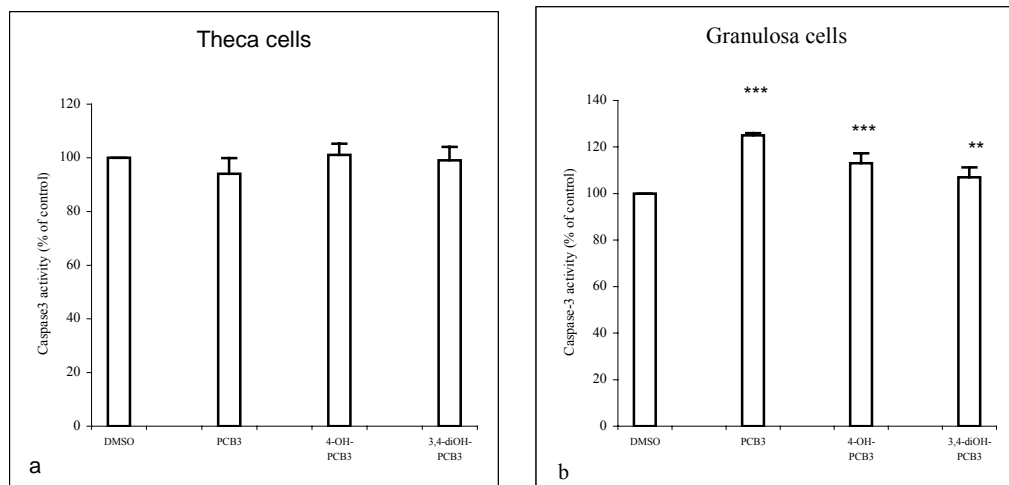 Theca cells
Caspase3 activity (% of control)
120
100
80
60
40
20
0
DMSO
PCB3
4-OH-
PCB3
3,4-diOH-
PCB3
a
Granulosa cells
Caspase-3 activity (% of control)
140
120
100
80
60
40
20
0
***
***
**
DMSO
PCB3
4-OH-
PCB3
3,4-diOH-
PCB3
b